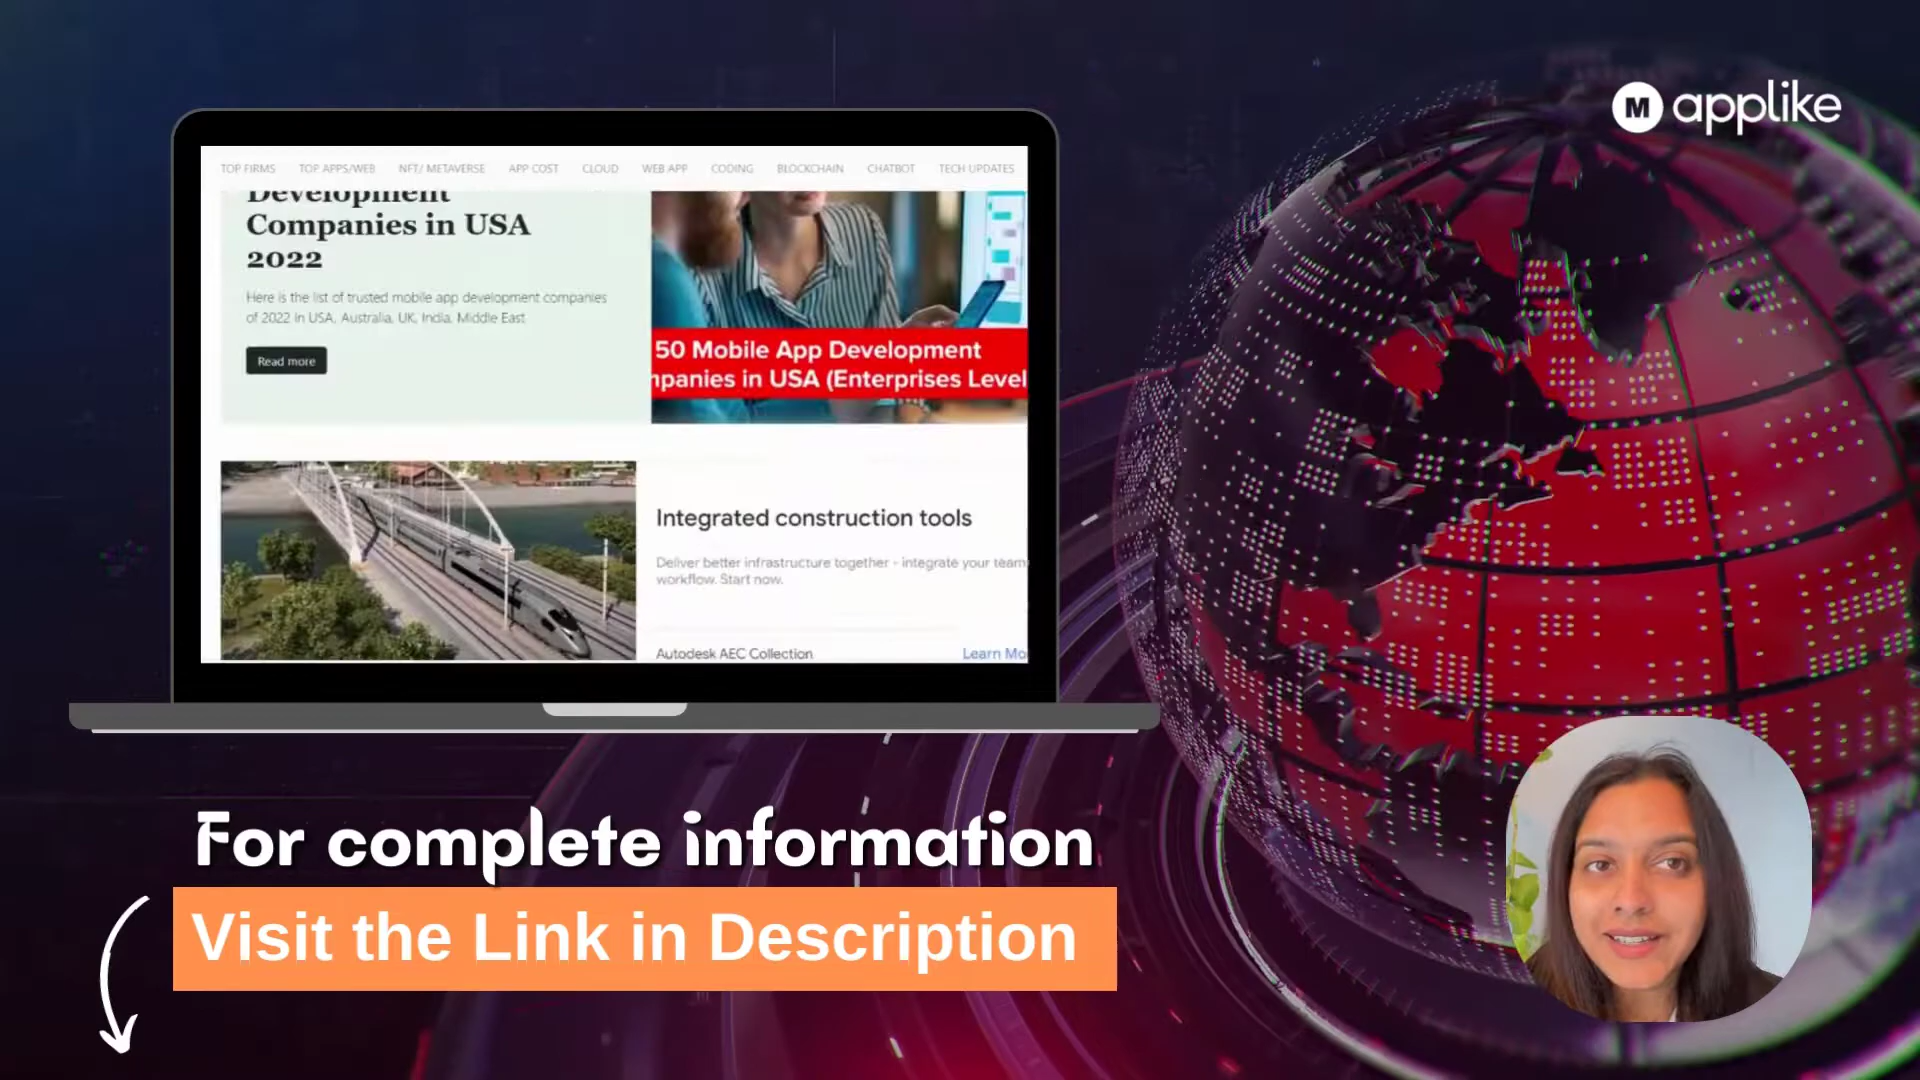 M applike
TOP FIRMS TOP APPS/WEB NFT/ METAVERSE APP COST CLOUD WEB APP CODING BLOCKCHAIN CHATBOT TECH UPDATES
Development
Companies in USA
2022
Here is the list of trusted mobile app development companies
of 2022 in USA, Australia, UK, India, Middle East
Read more
50 Mobile App Development
mpanies in USA (Enterprises Level
Integrated construction tools
Deliver better infrastructure together - integrate your team
workflow. Start now.
Autodesk AEC Collection
Learn Mo
For complete information
Visit the Link in Description